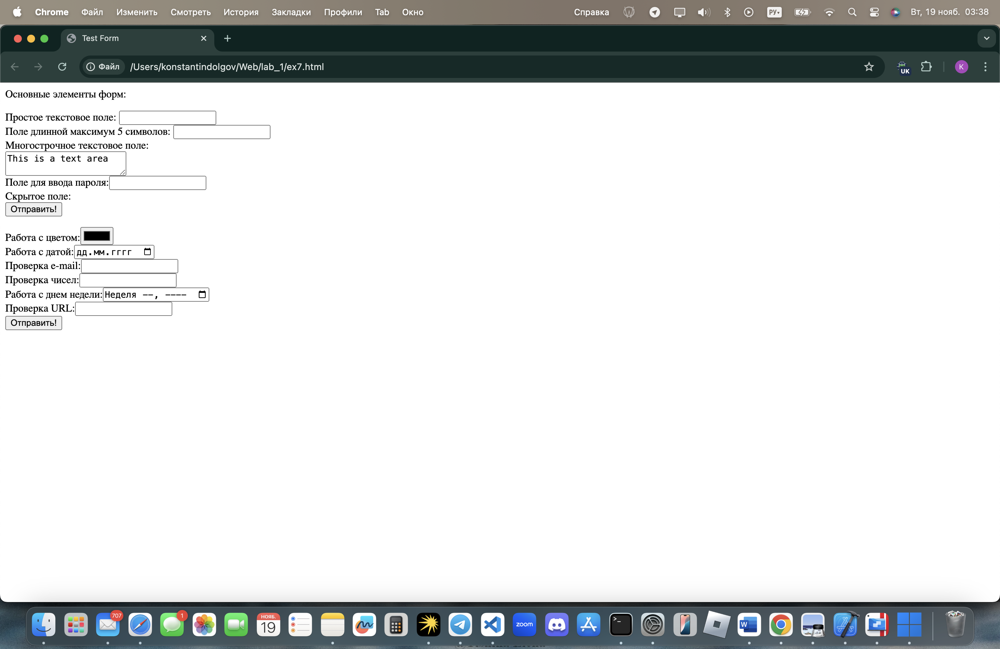 Chrome Файл Изменить Смотреть История Закладки Профили Tab Окно Справка РУ Вт, 19 нояб. 03:38
Test Form
Файл /Users/konstantindolgov/Web/lab_1/ex7.html UK K
Основные элементы форм:
Простое текстовое поле:
Поле длинной максимум 5 символов:
Многострочное текстовое поле:
This is a text area
Поле для ввода пароля:
Скрытое поле:
Отправить!
Работа с цветом:
Работа с датой: дд.мм.гггг
Проверка e-mail:
Проверка чисел:
Работа с днем недели: Неделя --, ----
Проверка URL:
Отправить!
707 1 НОЯБ. 19 zoom >_ W